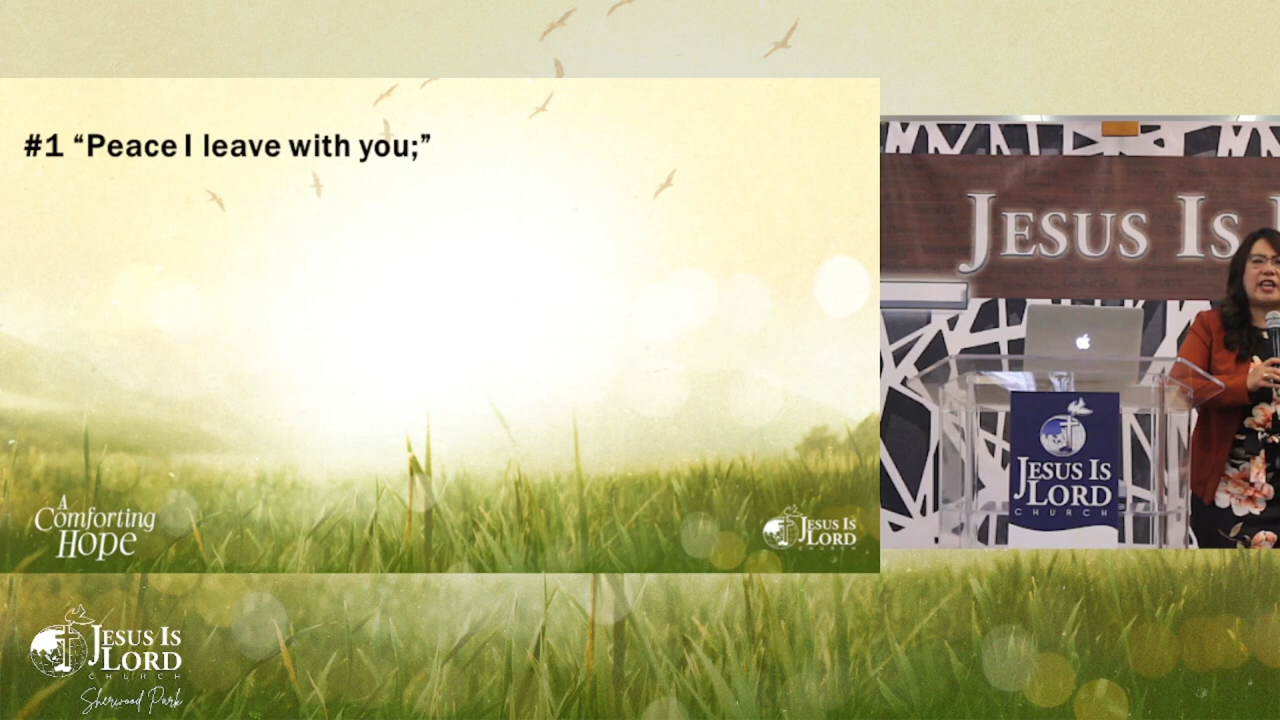 #1 “Peace I leave with you;”
A
Comforting
Hope
JESUS IS
LORD
CHURCH
JESUS IS
JESUS IS
LORD
CHURCH
JESUS IS
LORD
CHURCH
Sherwood Park